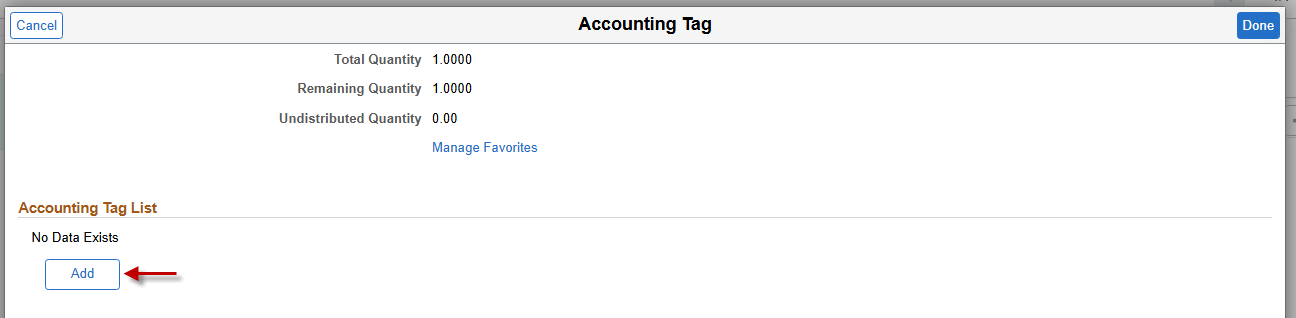 Cancel Accounting Tag Done
Total Quantity 1.0000
Remaining Quantity 1.0000
Undistributed Quantity 0.00
Manage Favorites
Accounting Tag List
No Data Exists
Add